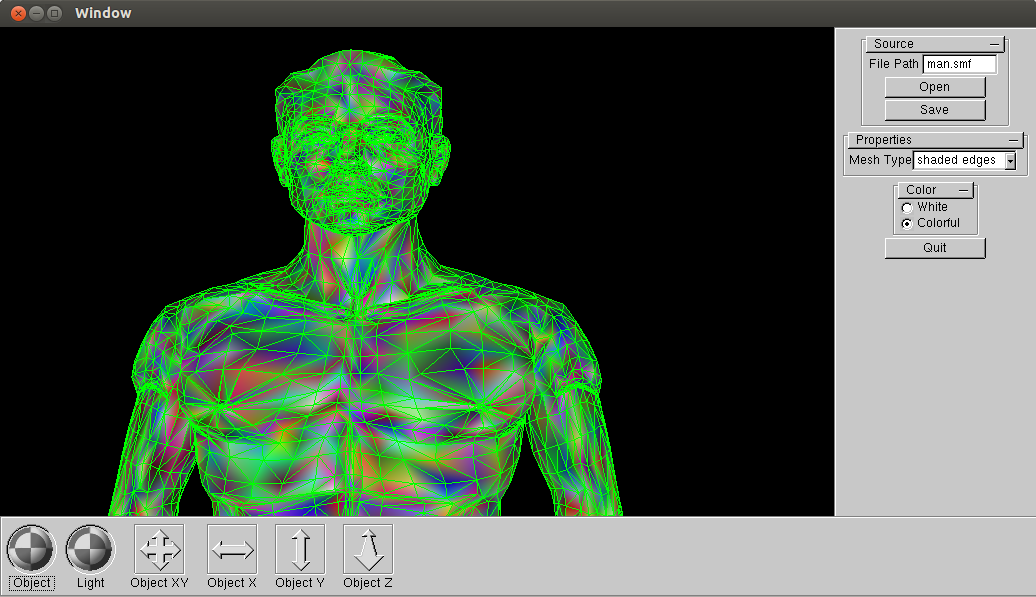 Window
Source
File Path man.smf
Open
Save
Properties
Mesh Type shaded edges
Color
White
Colorful
Quit
Object Light Object XY Object X Object Y Object Z